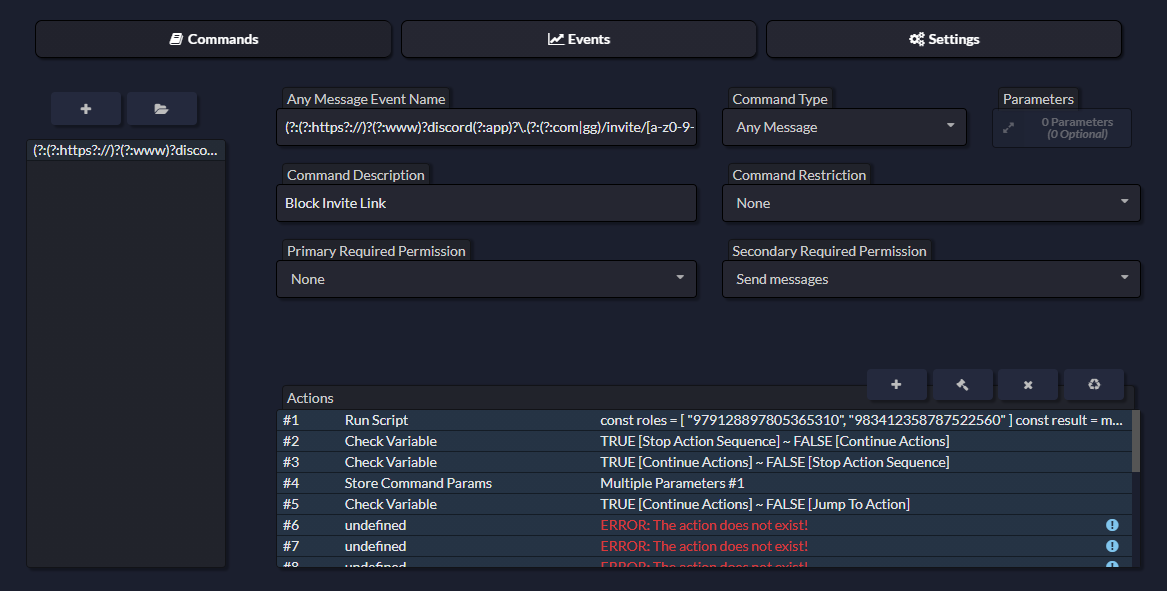 Commands
Events
Settings
Any Message Event Name
Command Type
Parameters
(?:(?:https?://)?(?:www)?discord(?:app)?\.(?:(?:com|gg)/invite/[a-z0-9-
Any Message
0 Parameters
(0 Optional)
(?:(?:https?://)?(?:www)?disco...
Command Description
Command Restriction
Block Invite Link
None
Primary Required Permission
Secondary Required Permission
None
Send messages
Actions
#1 Run Script const roles = [ "979128897805365310", "983412358787522560" ] const result = m...
#2 Check Variable TRUE [Stop Action Sequence] ~ FALSE [Continue Actions]
#3 Check Variable TRUE [Continue Actions] ~ FALSE [Stop Action Sequence]
#4 Store Command Params Multiple Parameters #1
#5 Check Variable TRUE [Continue Actions] ~ FALSE [Jump To Action]
#6 undefined ERROR: The action does not exist!
#7 undefined ERROR: The action does not exist!
#8 undefined ERROR: The action does not exist!